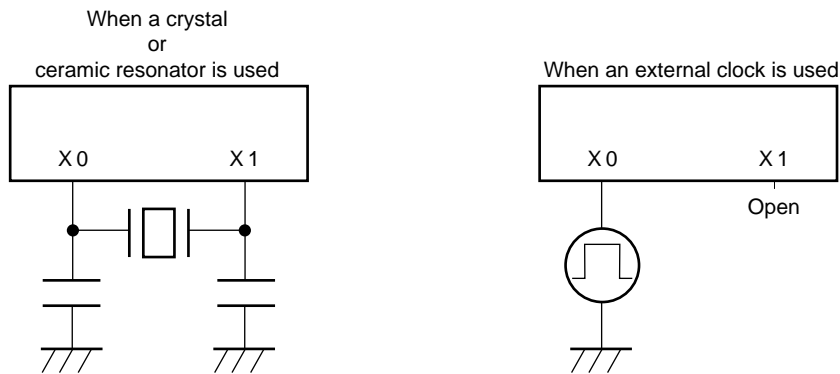 When a crystal
or
ceramic resonator is used
X 0
X 1
When an external clock is used
X 0
X 1
Open